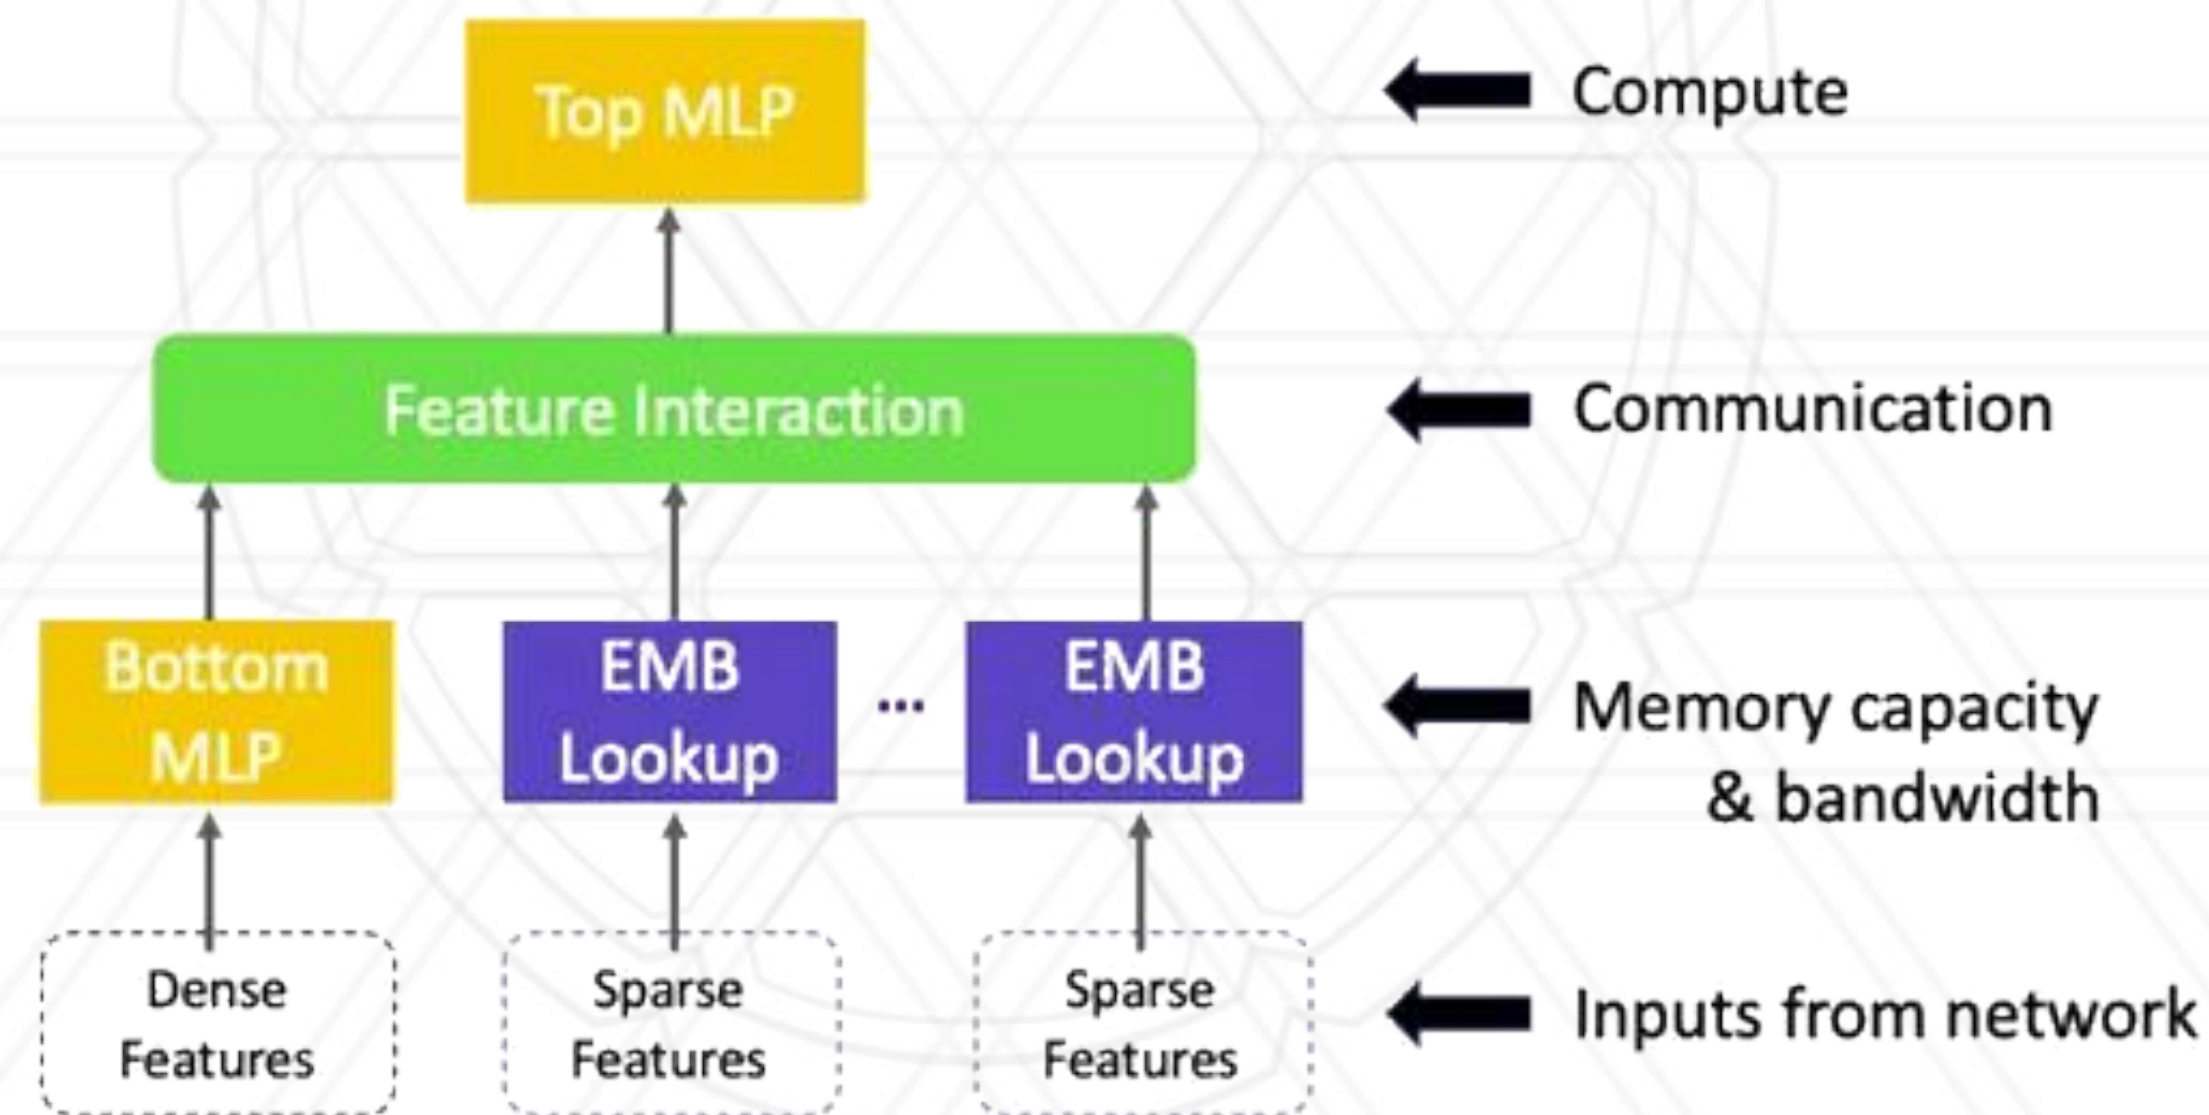 Top MLP
Compute
Feature Interaction
Communication
Bottom
MLP
EMB
Lookup
...
EMB
Lookup
Memory capacity
& bandwidth
Dense
Features
Sparse
Features
Sparse
Features
Inputs from network